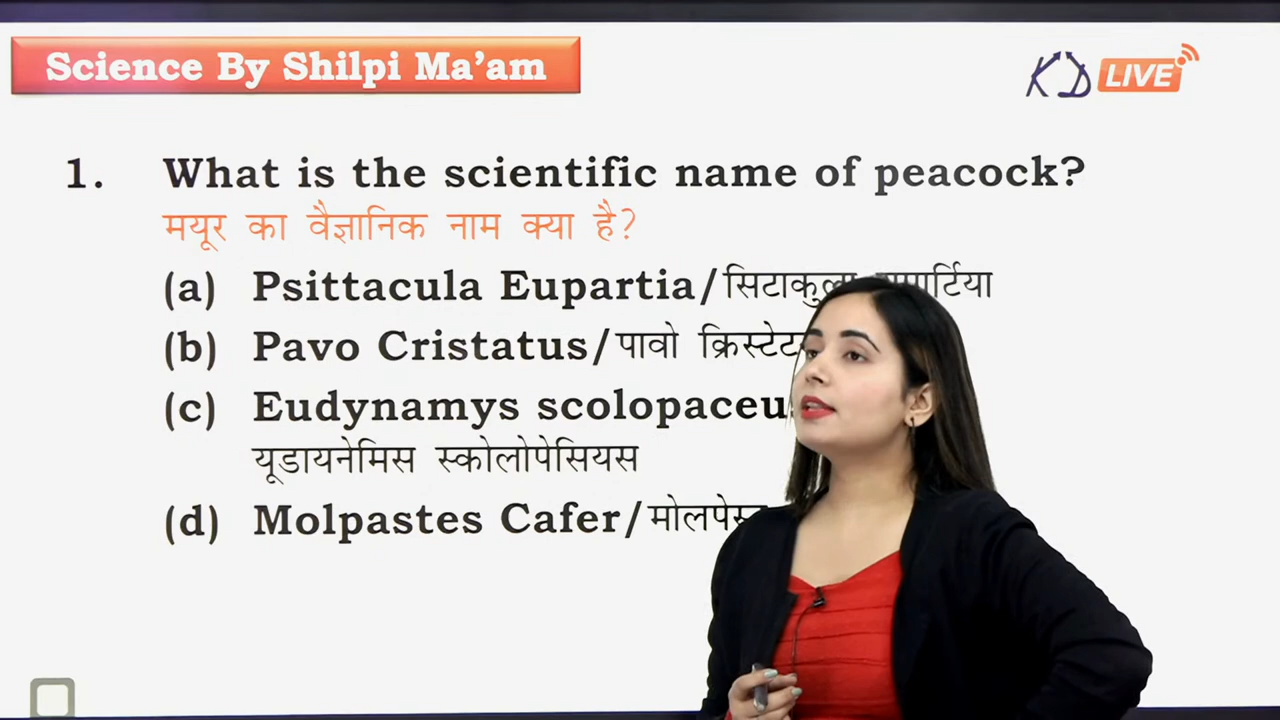 Science By Shilpi Ma’am
KD LIVE
1. What is the scientific name of peacock?
मयूर का वैज्ञानिक नाम क्या है?
(a) Psittacula Eupartia/
(b) Pavo Cristatus/पावो
(c) Eudynamys
यूडायनेमिस स्कोलोपेसियस
(d) Molpastes Cafer/